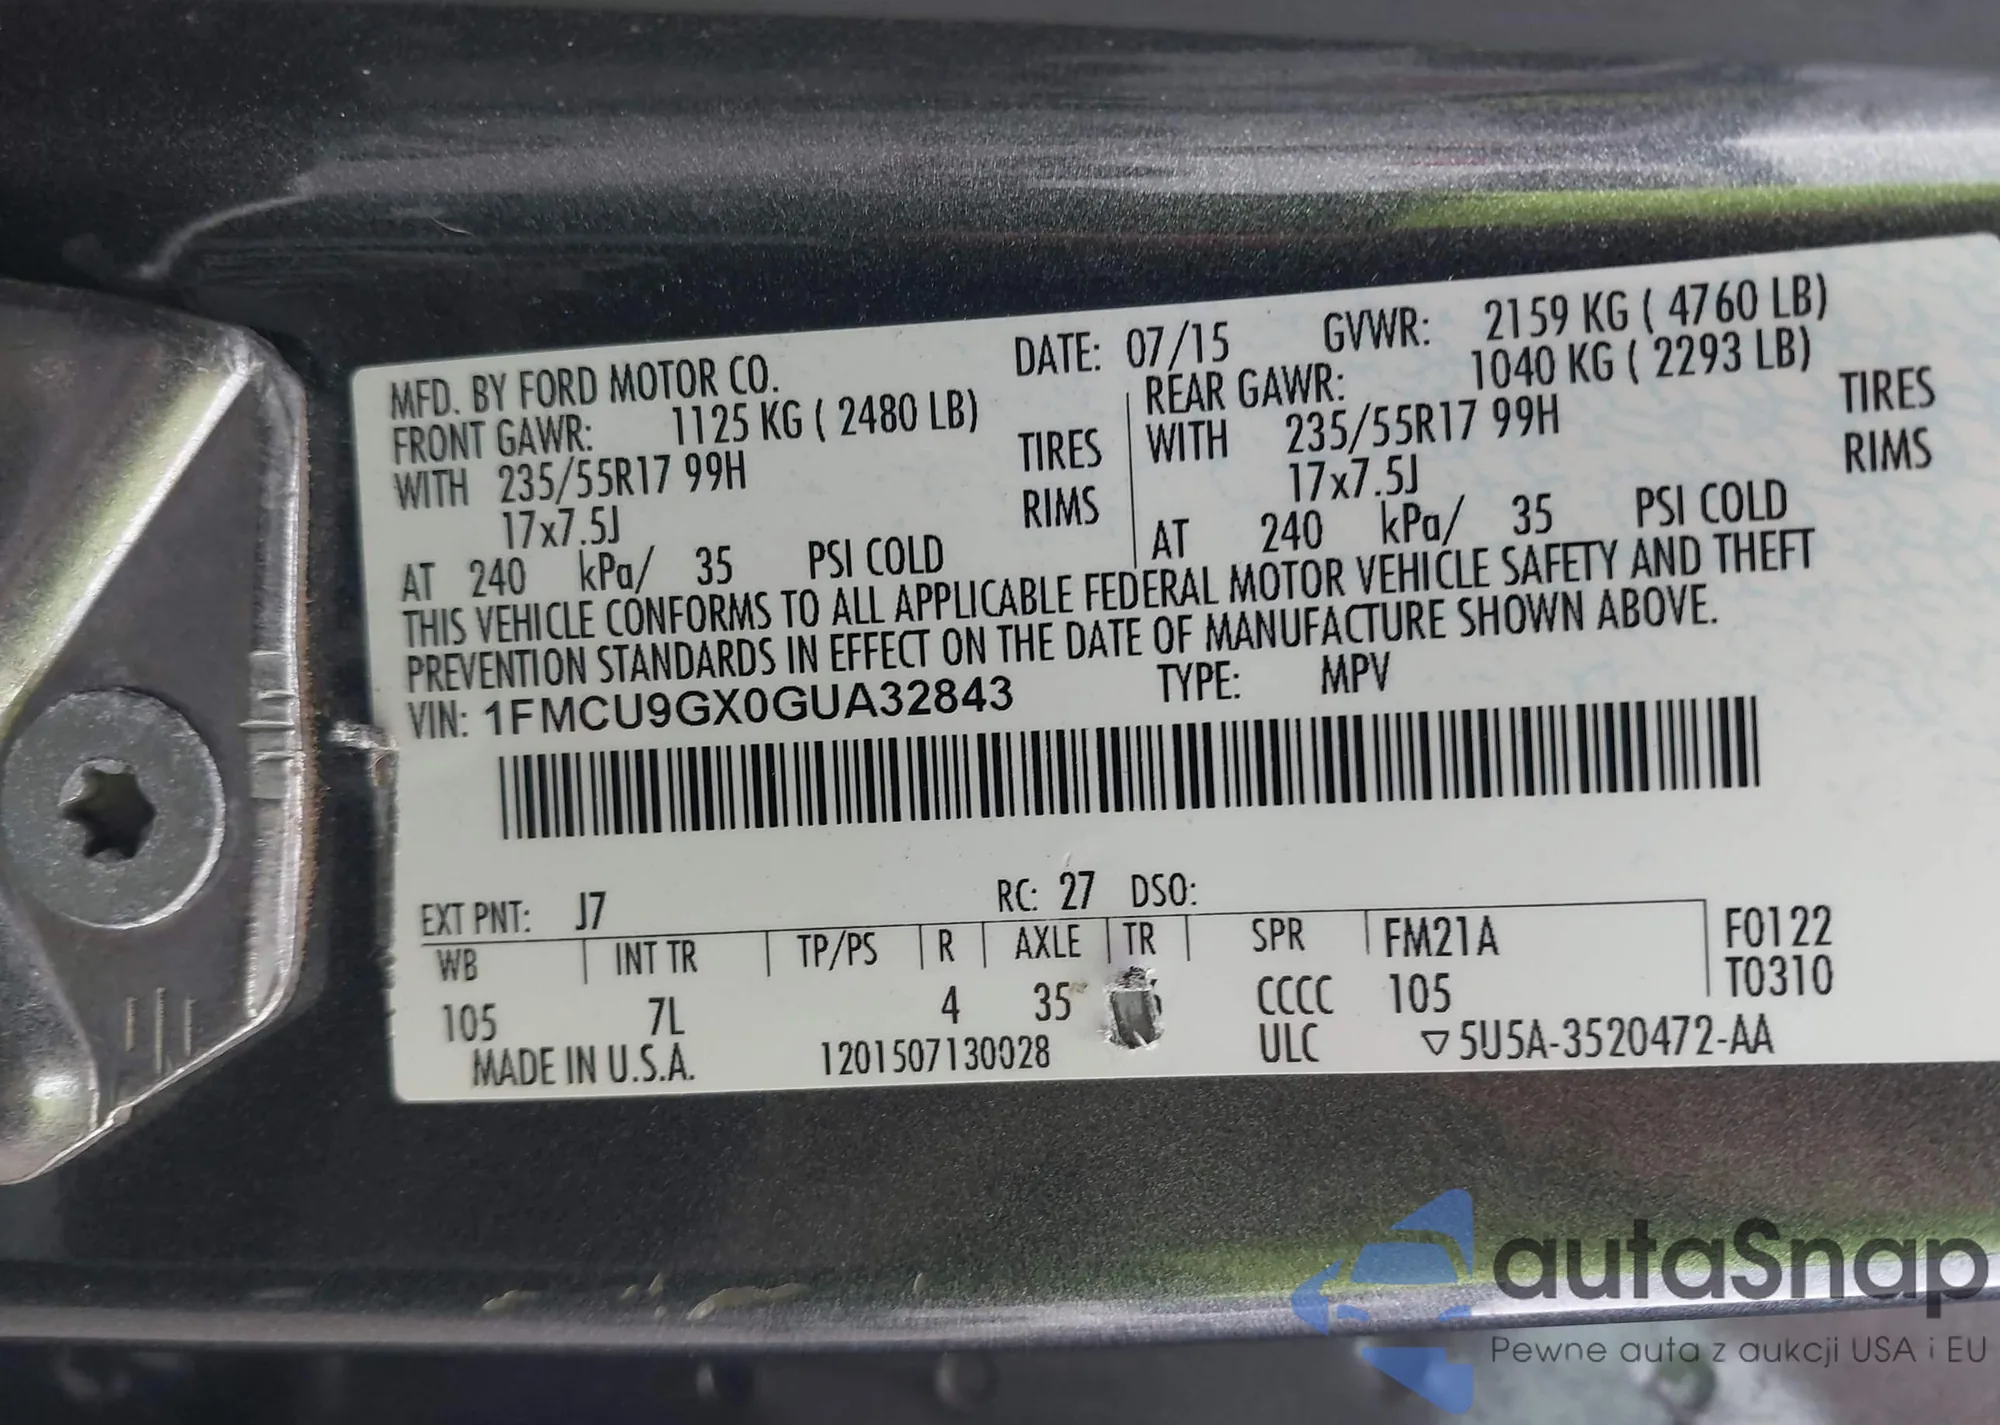 MFD. BY FORD MOTOR CO. DATE: 07/15 GVWR: 2159 KG ( 4760 LB)
FRONT GAWR: 1125 KG ( 2480 LB) REAR GAWR: 1040 KG ( 2293 LB)
WITH 235/55R17 99H TIRES WITH 235/55R17 99H TIRES
17x7.5J RIMS 17x7.5J RIMS
AT 240 kPa/ 35 PSI COLD AT 240 kPa/ 35 PSI COLD
THIS VEHICLE CONFORMS TO ALL APPLICABLE FEDERAL MOTOR VEHICLE SAFETY AND THEFT
PREVENTION STANDARDS IN EFFECT ON THE DATE OF MANUFACTURE SHOWN ABOVE.
VIN: 1FMCU9GX0GUA32843 TYPE: MPV
EXT PNT: J7 RC: 27 DSO:
WB INT TR TP/PS R AXLE TR SPR FM21A F0122
105 7L 4 35 CCCC 105 T0310
MADE IN U.S.A. 1201507130028 ULC ▽5U5A-3520472-AA
autaSnap
Pewne auta z aukcji USA i EU